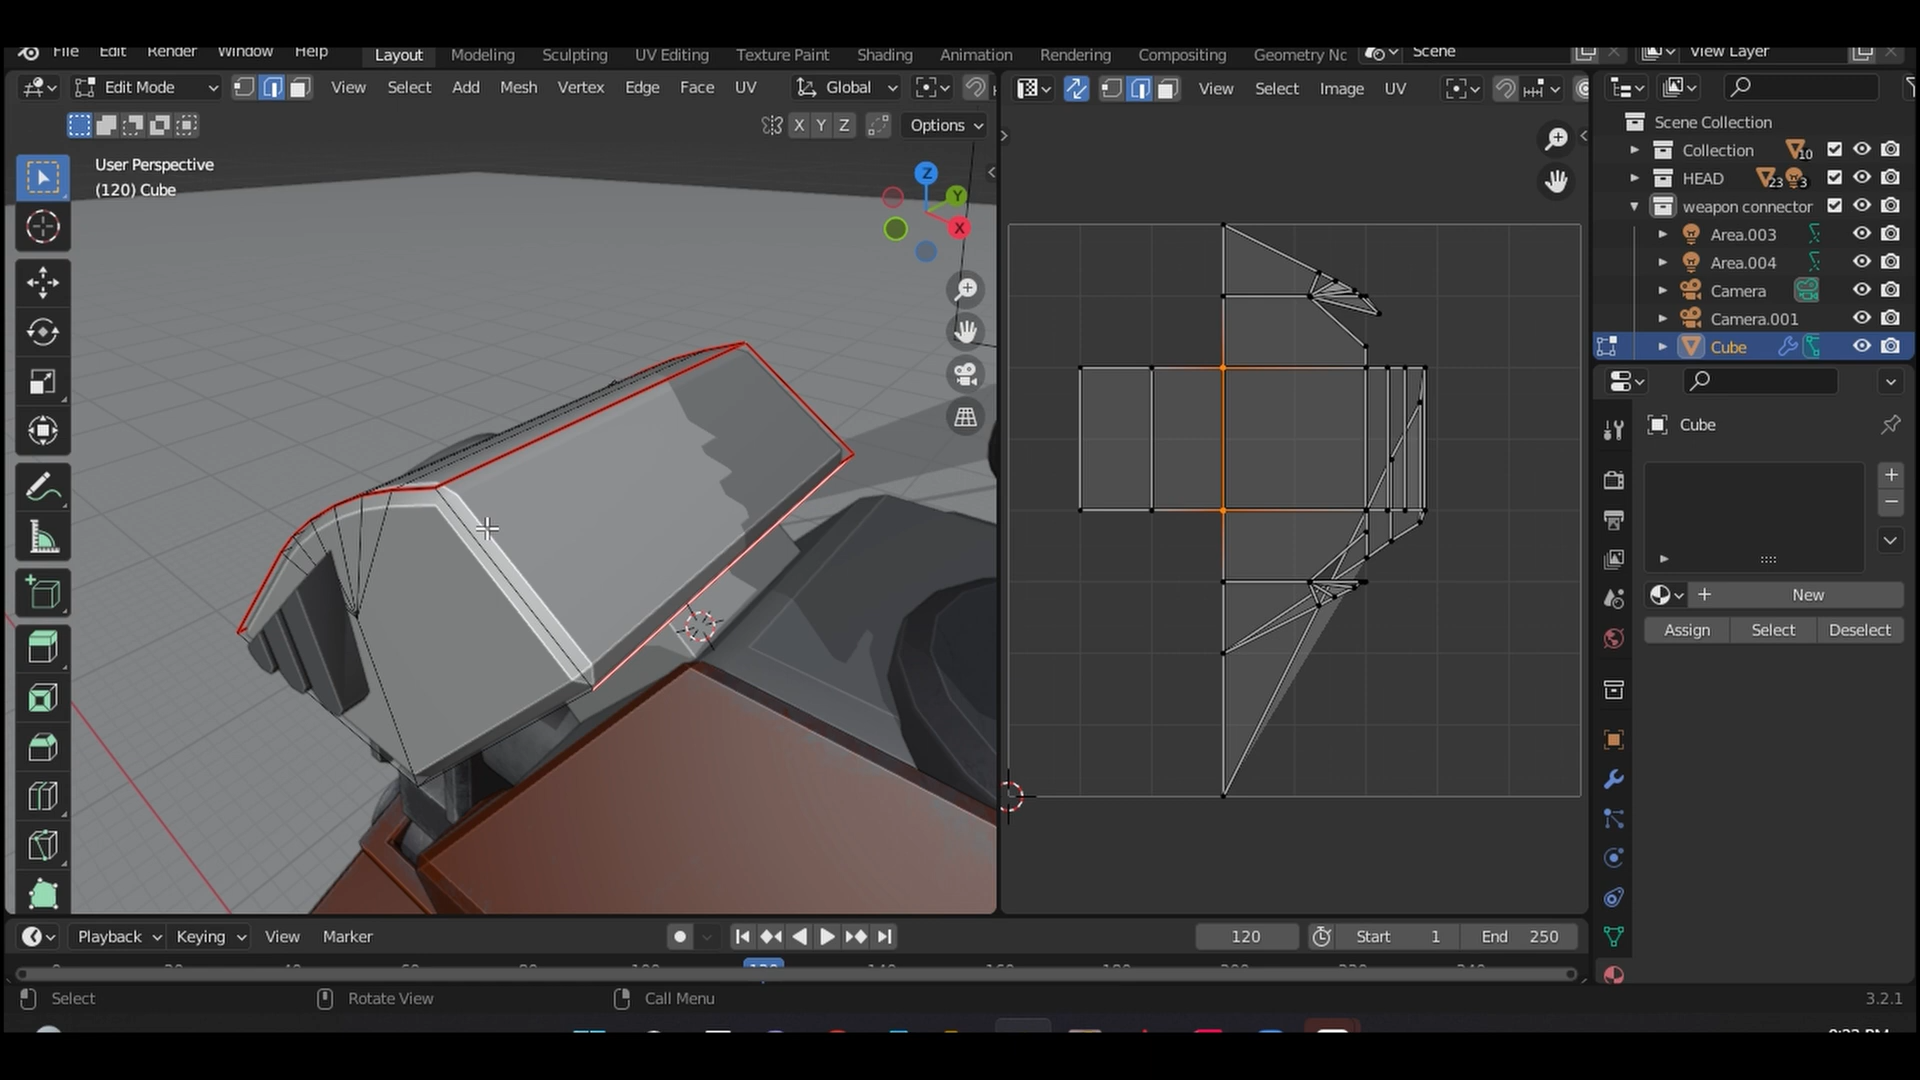 File Edit Render Window Help Layout Modeling Sculpting UV Editing Texture Paint Shading Animation Rendering Compositing Geometry Nc Scene View Layer
Edit Mode View Select Add Mesh Vertex Edge Face UV Global
View Select Image UV
X Y Z Options
User Perspective
(120) Cube
Z
Y
X
Scene Collection
Collection 10
HEAD 23 3
weapon connector
Area.003
Area.004
Camera
Camera.001
Cube
Cube
+ New
Assign Select Deselect
Playback Keying View Marker 120 Start 1 End 250
120
Select Rotate View Call Menu 3.2.1